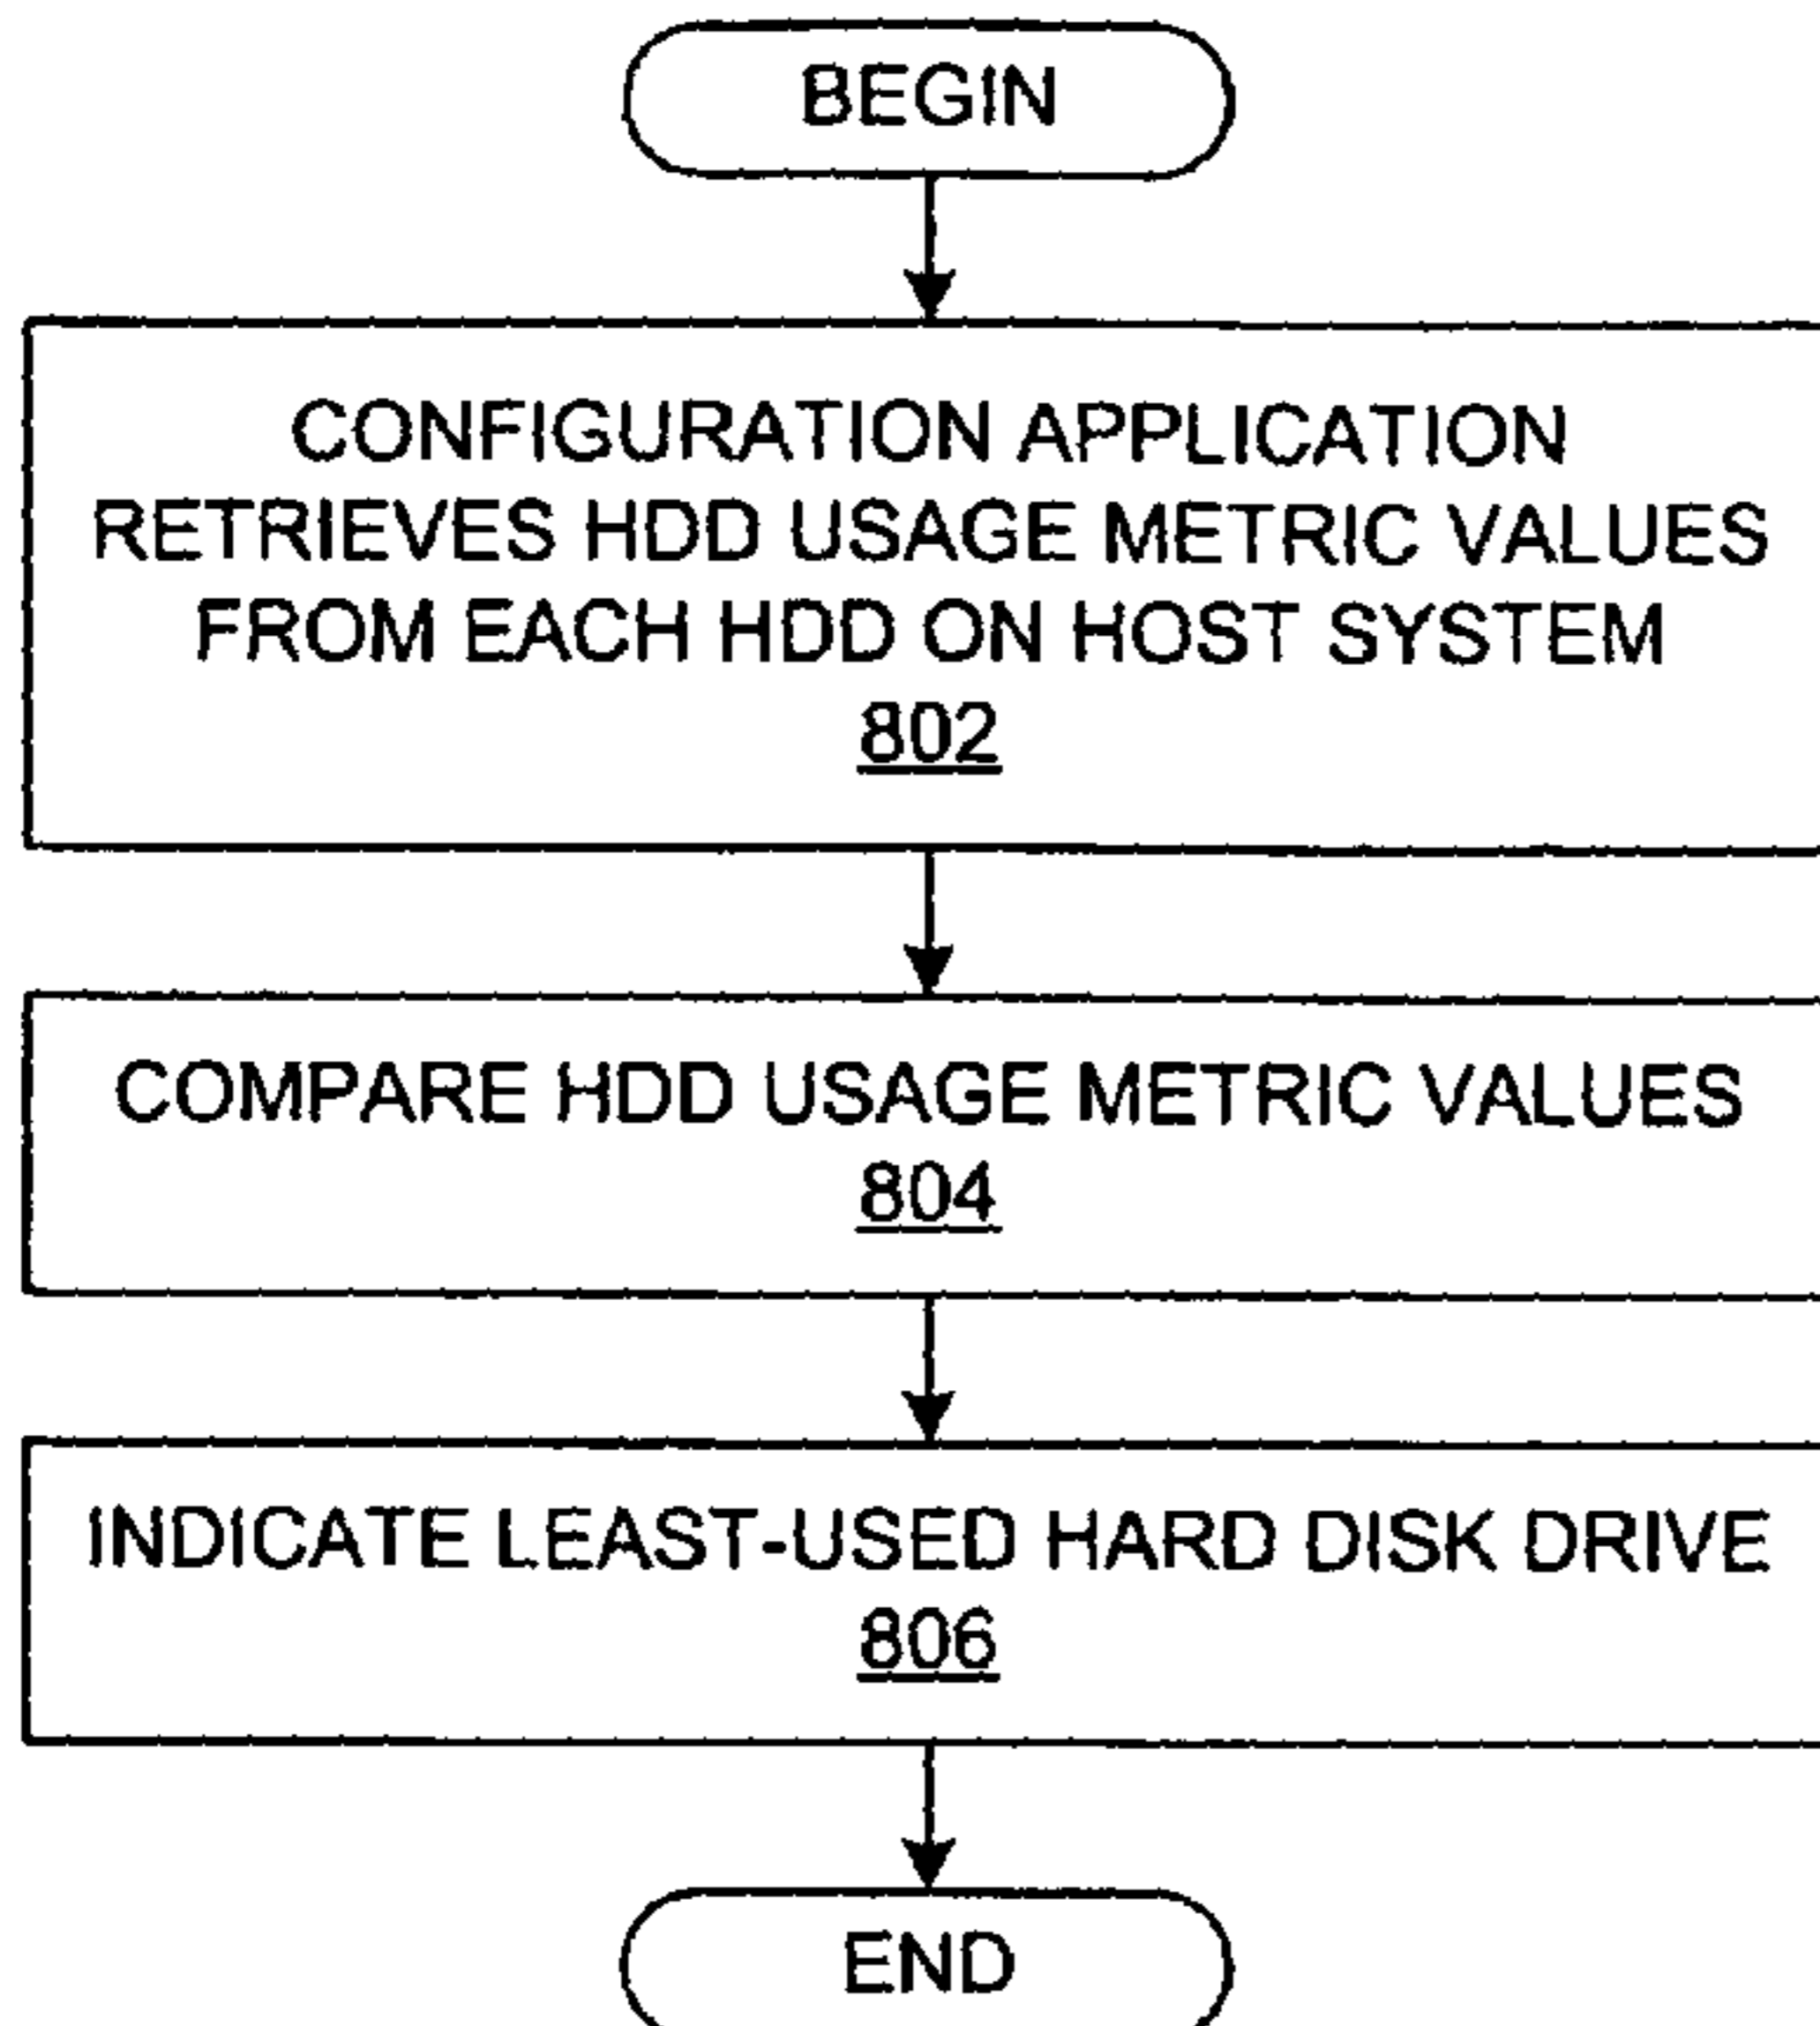 BEGIN
CONFIGURATION APPLICATION
RETRIEVES HDD USAGE METRIC VALUES
FROM EACH HDD ON HOST SYSTEM
802
COMPARE HDD USAGE METRIC VALUES
804
INDICATE LEAST-USED HARD DISK DRIVE
806
END